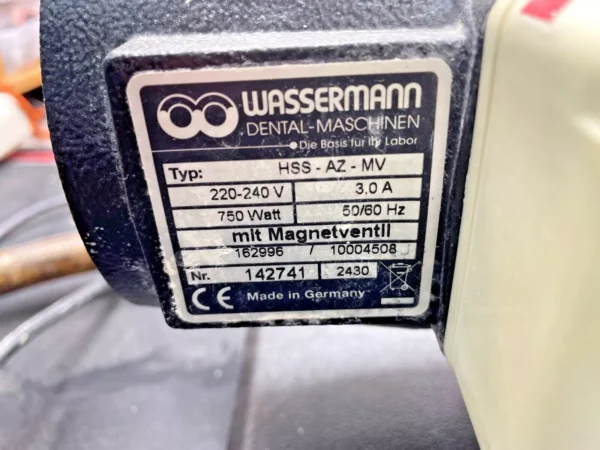 WASSERMANN
DENTAL-MASCHINEN
Die Basis für Ihr Labor
Typ: HSS - AZ - MV
220-240 V 3,0 A
750 Watt 50/60 Hz
mit Magnetventil
162996 / 10004508
Nr. 142741 2430
CE Made in Germany